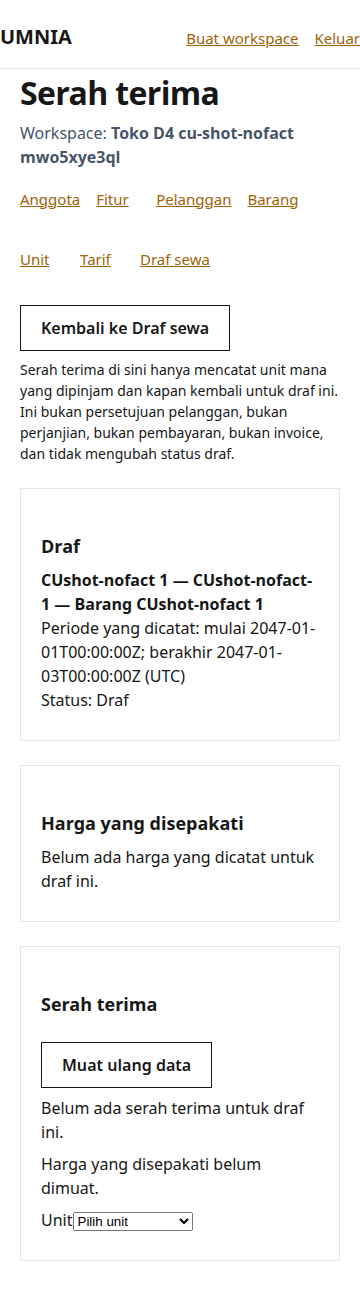 UMNIA Buat workspace Keluar
Serah terima
Workspace: Toko D4 cu-shot-nofact
mwo5xye3ql
Anggota Fitur Pelanggan Barang
Unit Tarif Draf sewa
Kembali ke Draf sewa
Serah terima di sini hanya mencatat unit mana
yang dipinjam dan kapan kembali untuk draf ini.
Ini bukan persetujuan pelanggan, bukan
perjanjian, bukan pembayaran, bukan invoice,
dan tidak mengubah status draf.
Draf
CUshot-nofact 1 — CUshot-nofact-
1 — Barang CUshot-nofact 1
Periode yang dicatat: mulai 2047-01-
01T00:00:00Z; berakhir 2047-01-
03T00:00:00Z (UTC)
Status: Draf
Harga yang disepakati
Belum ada harga yang dicatat untuk
draf ini.
Serah terima
Muat ulang data
Belum ada serah terima untuk draf
ini.
Harga yang disepakati belum
dimuat.
Unit Pilih unit